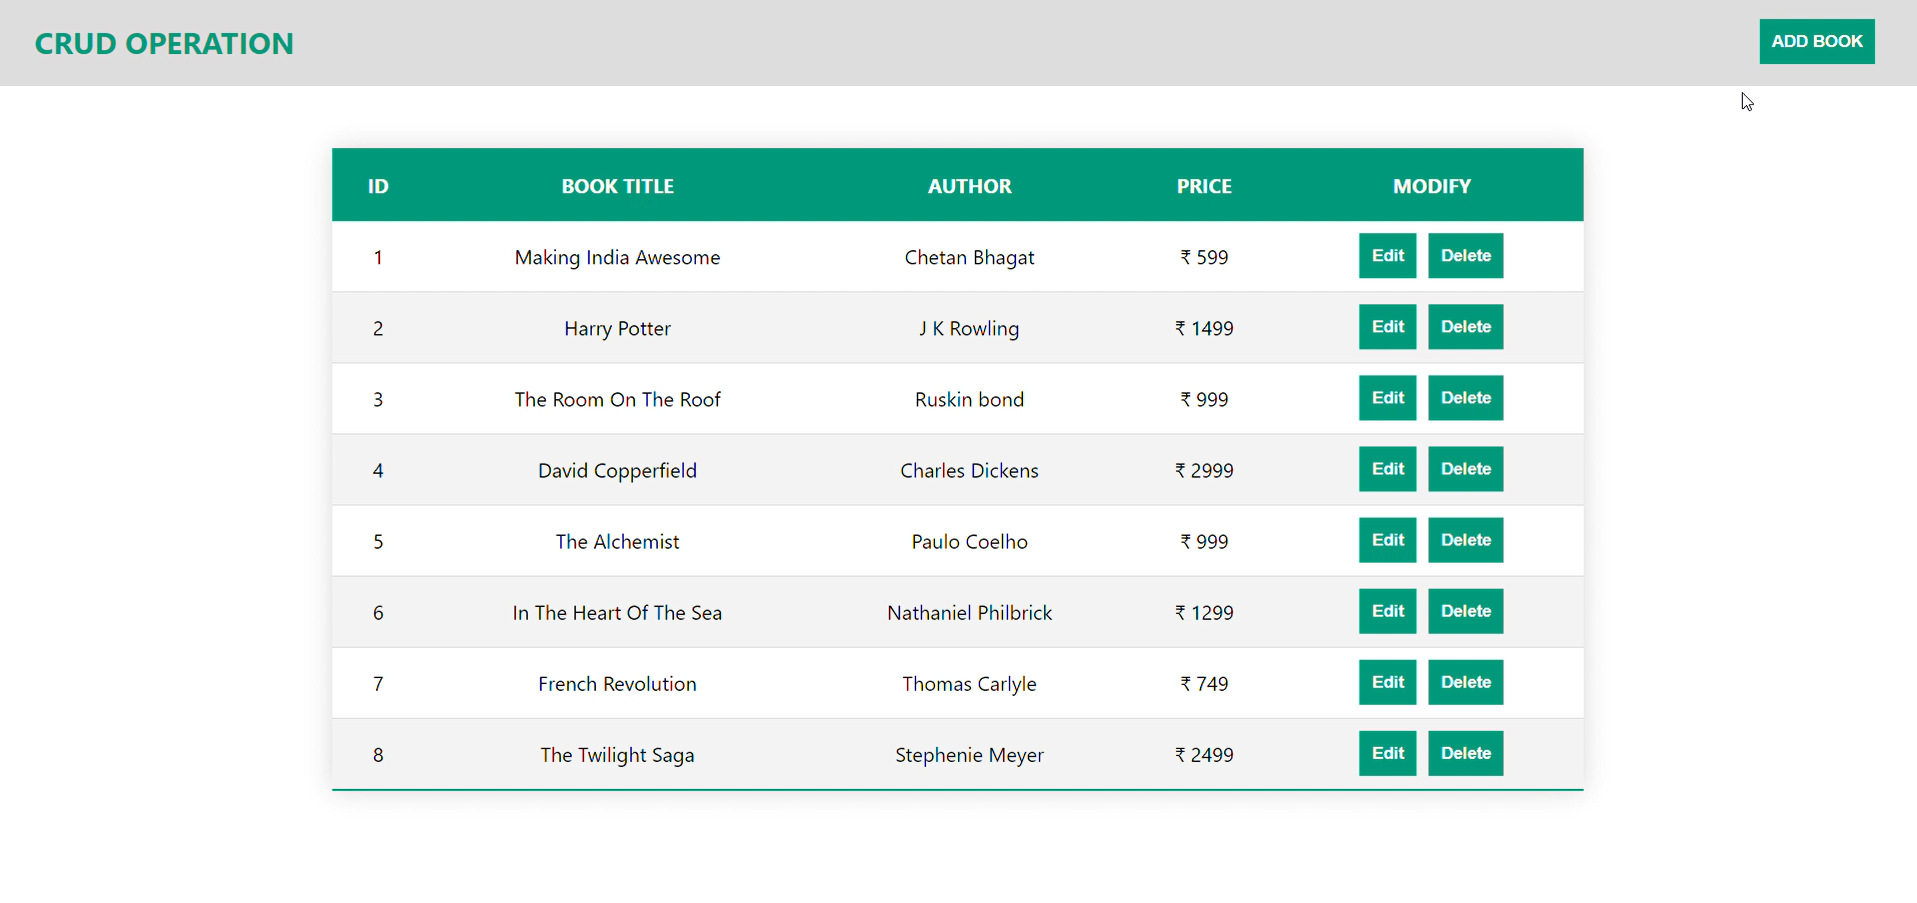 CRUD OPERATION ADD BOOK
ID BOOK TITLE AUTHOR PRICE MODIFY
1 Making India Awesome Chetan Bhagat ₹ 599 Edit Delete
2 Harry Potter J K Rowling ₹ 1499 Edit Delete
3 The Room On The Roof Ruskin bond ₹ 999 Edit Delete
4 David Copperfield Charles Dickens ₹ 2999 Edit Delete
5 The Alchemist Paulo Coelho ₹ 999 Edit Delete
6 In The Heart Of The Sea Nathaniel Philbrick ₹ 1299 Edit Delete
7 French Revolution Thomas Carlyle ₹ 749 Edit Delete
8 The Twilight Saga Stephenie Meyer ₹ 2499 Edit Delete